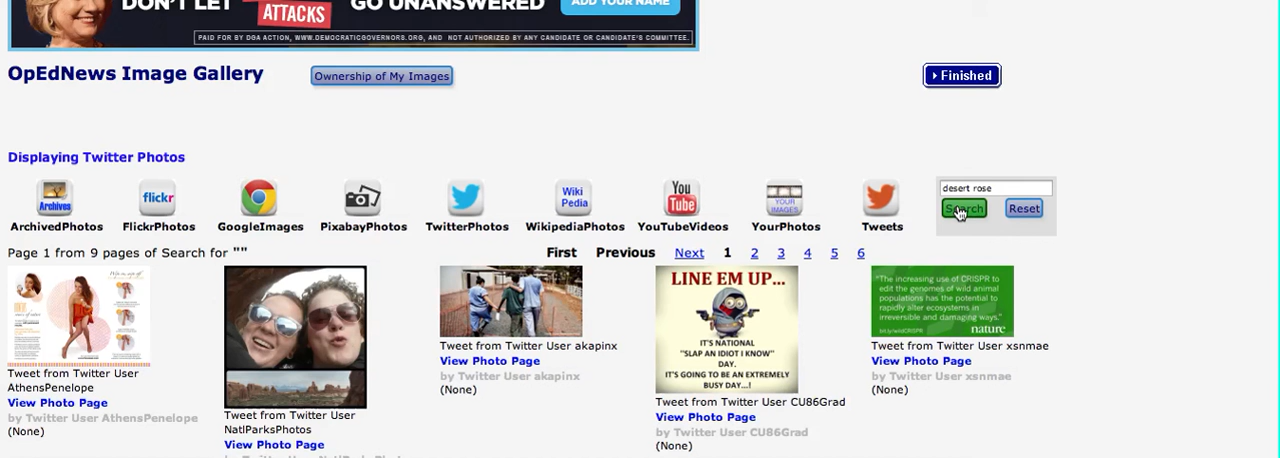 DON'T LET ATTACKS GO UNANSWERED
ADD YOUR NAME
PAID FOR BY DGA ACTION, WWW.DEMOCRATICGOVERNORS.ORG, AND NOT AUTHORIZED BY ANY CANDIDATE OR CANDIDATE'S COMMITTEE.
OpEdNews Image Gallery
Ownership of My Images
Finished
Displaying Twitter Photos
Archives
flickr
Wiki
Pedia
You
Tube
YOUR
IMAGES
desert rose
Search
Reset
ArchivedPhotos
FlickrPhotos
GoogleImages
PixabayPhotos
TwitterPhotos
WikipediaPhotos
YouTubeVideos
YourPhotos
Tweets
Page 1 from 9 pages of Search for ""
First Previous Next 1 2 3 4 5 6
Tweet from Twitter User
AthensPenelope
View Photo Page
by Twitter User AthensPenelope
(None)
Tweet from Twitter User
NatlParksPhotos
View Photo Page
Tweet from Twitter User akapinx
View Photo Page
by Twitter User akapinx
(None)
LINE EM UP...
IT'S NATIONAL
"SLAP AN IDIOT I KNOW"
DAY.
IT'S GOING TO BE AN EXTREMELY
BUSY DAY...!
Tweet from Twitter User CU86Grad
View Photo Page
by Twitter User CU86Grad
(None)
"The increasing use of CRISPR to
edit the genomes of wild animal
populations has the potential to
rapidly alter ecosystems in
irreversible and damaging ways."
bit.ly/wildCRISPR
nature
Tweet from Twitter User xsnmae
View Photo Page
by Twitter User xsnmae
(None)